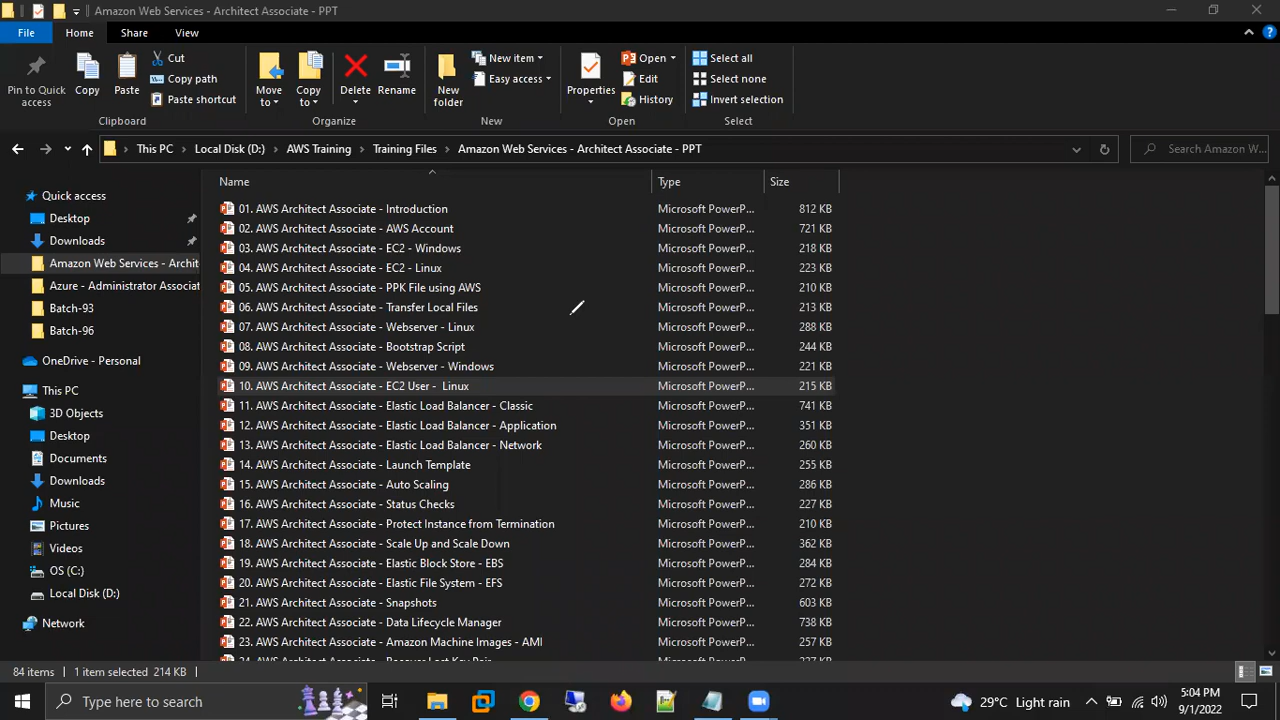 Amazon Web Services - Architect Associate - PPT
File Home Share View
Pin to Quick access
Copy
Paste
Cut
Copy path
Paste shortcut
Clipboard
Move to
Copy to
Delete
Rename
Organize
New folder
New item
Easy access
New
Properties
Open
Edit
History
Open
Select all
Select none
Invert selection
Select
This PC > Local Disk (D:) > AWS Training > Training Files > Amazon Web Services - Architect Associate - PPT
Search Amazon W...
Quick access
Desktop
Downloads
Amazon Web Services - Archit
Azure - Administrator Associat
Batch-93
Batch-96
OneDrive - Personal
This PC
3D Objects
Desktop
Documents
Downloads
Music
Pictures
Videos
OS (C:)
Local Disk (D:)
Network
Name Type Size
01. AWS Architect Associate - Introduction Microsoft PowerP... 812 KB
02. AWS Architect Associate - AWS Account Microsoft PowerP... 721 KB
03. AWS Architect Associate - EC2 - Windows Microsoft PowerP... 218 KB
04. AWS Architect Associate - EC2 - Linux Microsoft PowerP... 223 KB
05. AWS Architect Associate - PPK File using AWS Microsoft PowerP... 210 KB
06. AWS Architect Associate - Transfer Local Files Microsoft PowerP... 213 KB
07. AWS Architect Associate - Webserver - Linux Microsoft PowerP... 288 KB
08. AWS Architect Associate - Bootstrap Script Microsoft PowerP... 244 KB
09. AWS Architect Associate - Webserver - Windows Microsoft PowerP... 221 KB
10. AWS Architect Associate - EC2 User - Linux Microsoft PowerP... 215 KB
11. AWS Architect Associate - Elastic Load Balancer - Classic Microsoft PowerP... 741 KB
12. AWS Architect Associate - Elastic Load Balancer - Application Microsoft PowerP... 351 KB
13. AWS Architect Associate - Elastic Load Balancer - Network Microsoft PowerP... 260 KB
14. AWS Architect Associate - Launch Template Microsoft PowerP... 255 KB
15. AWS Architect Associate - Auto Scaling Microsoft PowerP... 286 KB
16. AWS Architect Associate - Status Checks Microsoft PowerP... 227 KB
17. AWS Architect Associate - Protect Instance from Termination Microsoft PowerP... 210 KB
18. AWS Architect Associate - Scale Up and Scale Down Microsoft PowerP... 362 KB
19. AWS Architect Associate - Elastic Block Store - EBS Microsoft PowerP... 284 KB
20. AWS Architect Associate - Elastic File System - EFS Microsoft PowerP... 272 KB
21. AWS Architect Associate - Snapshots Microsoft PowerP... 603 KB
22. AWS Architect Associate - Data Lifecycle Manager Microsoft PowerP... 738 KB
23. AWS Architect Associate - Amazon Machine Images - AMI Microsoft PowerP... 257 KB
84 items 1 item selected 214 KB
Type here to search
29°C Light rain
5:04 PM
9/1/2022